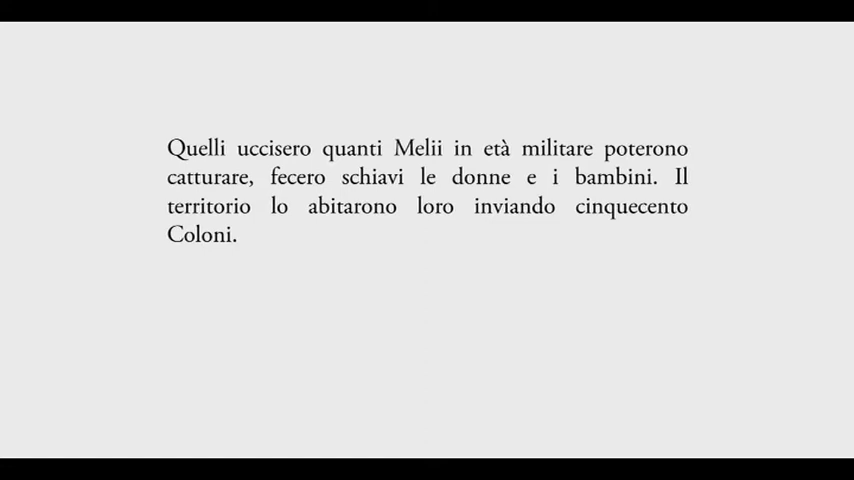 Quelli uccisero quanti Melii in età militare poterono
catturare, fecero schiavi le donne e i bambini. Il
territorio lo abitarono loro inviando cinquecento
Coloni.